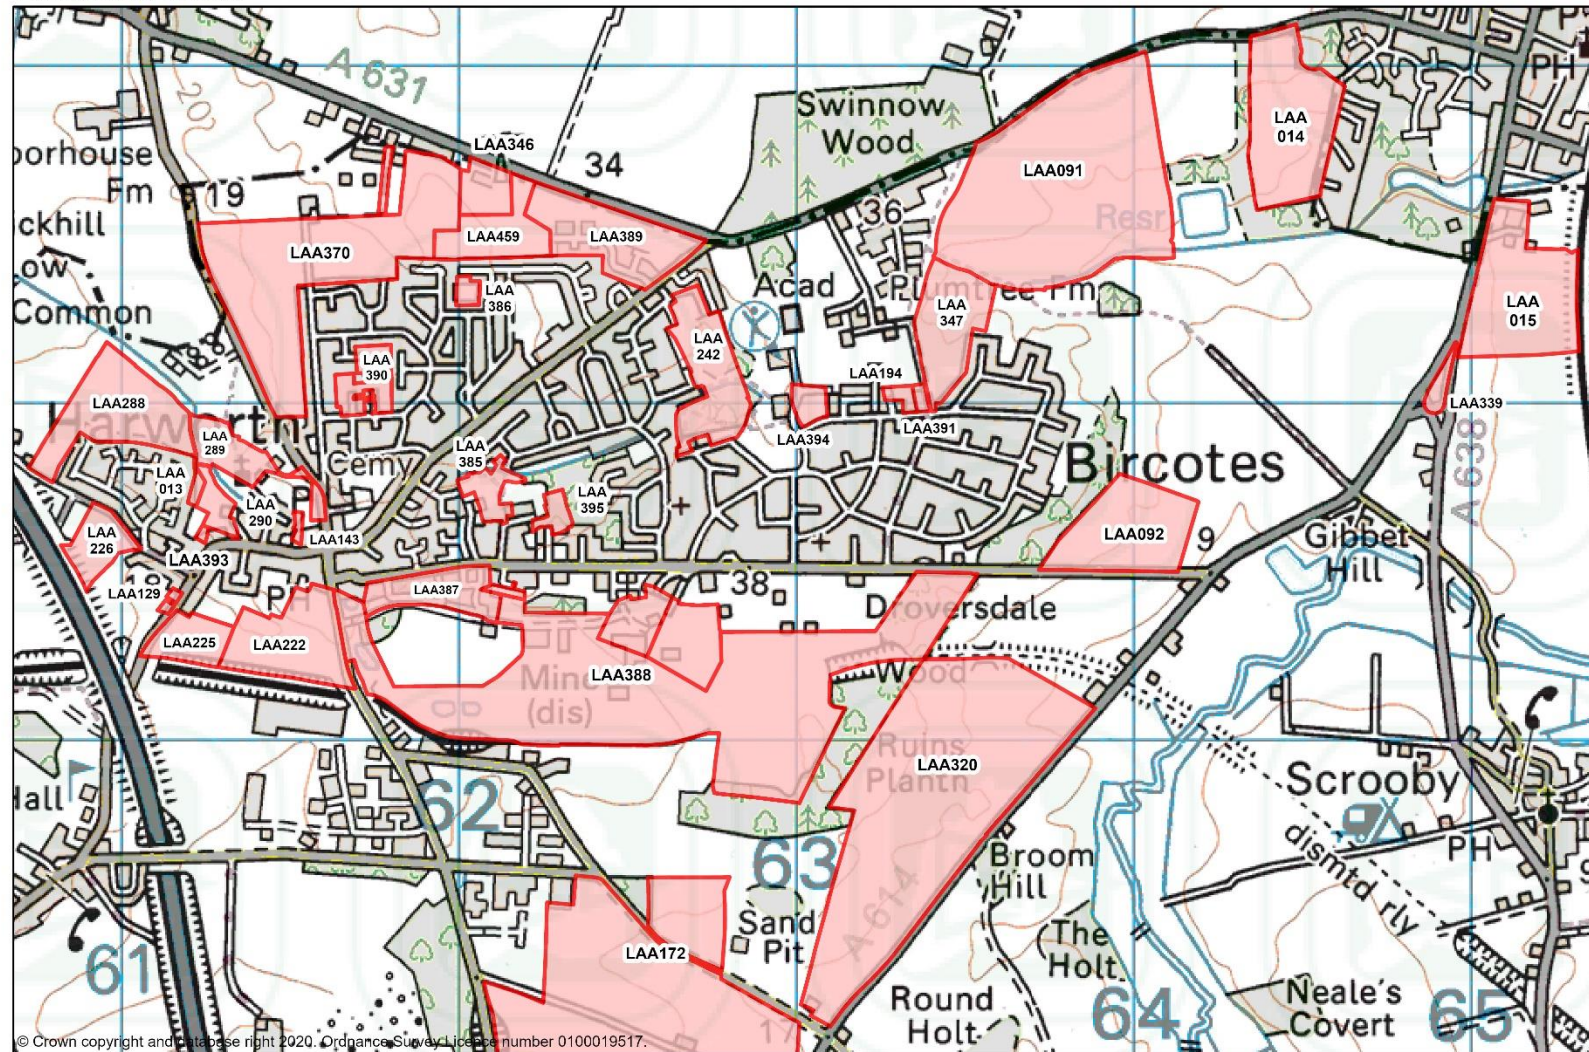 A 631
LAA346
34
Swinnow
Wood
LAA
014
PH
LAA091
oorhouse
Fm
19
20
36
Resr
ckhill
ow
Common
LAA370
LAA459
LAA389
LAA
386
Acad
Plumtree Fm
LAA
347
LAA
015
LAA
242
LAA
390
LAA194
LAA288
Harworth
LAA
289
LAA394
LAA391
LAA339
LAA
385
Cemy
Bircotes
A 638
LAA
013
LAA
290
P
LAA
395
LAA
226
LAA143
LAA092
9
Gibbet
Hill
LAA393
19
LAA129
PH
LAA387
38
Droversdale
Wood
LAA225
LAA222
LAA388
Mine
(dis)
Ruins
Plantn
LAA320
Scrooby
Hall
62
63
dismtd rly
PH
Broom
Hill
A 614
Sand
Pit
The
Holt
LAA172
61
Round
Holt
64
Neale's
Covert
65
17
© Crown copyright and database right 2020. Ordnance Survey Licence number 0100019517.